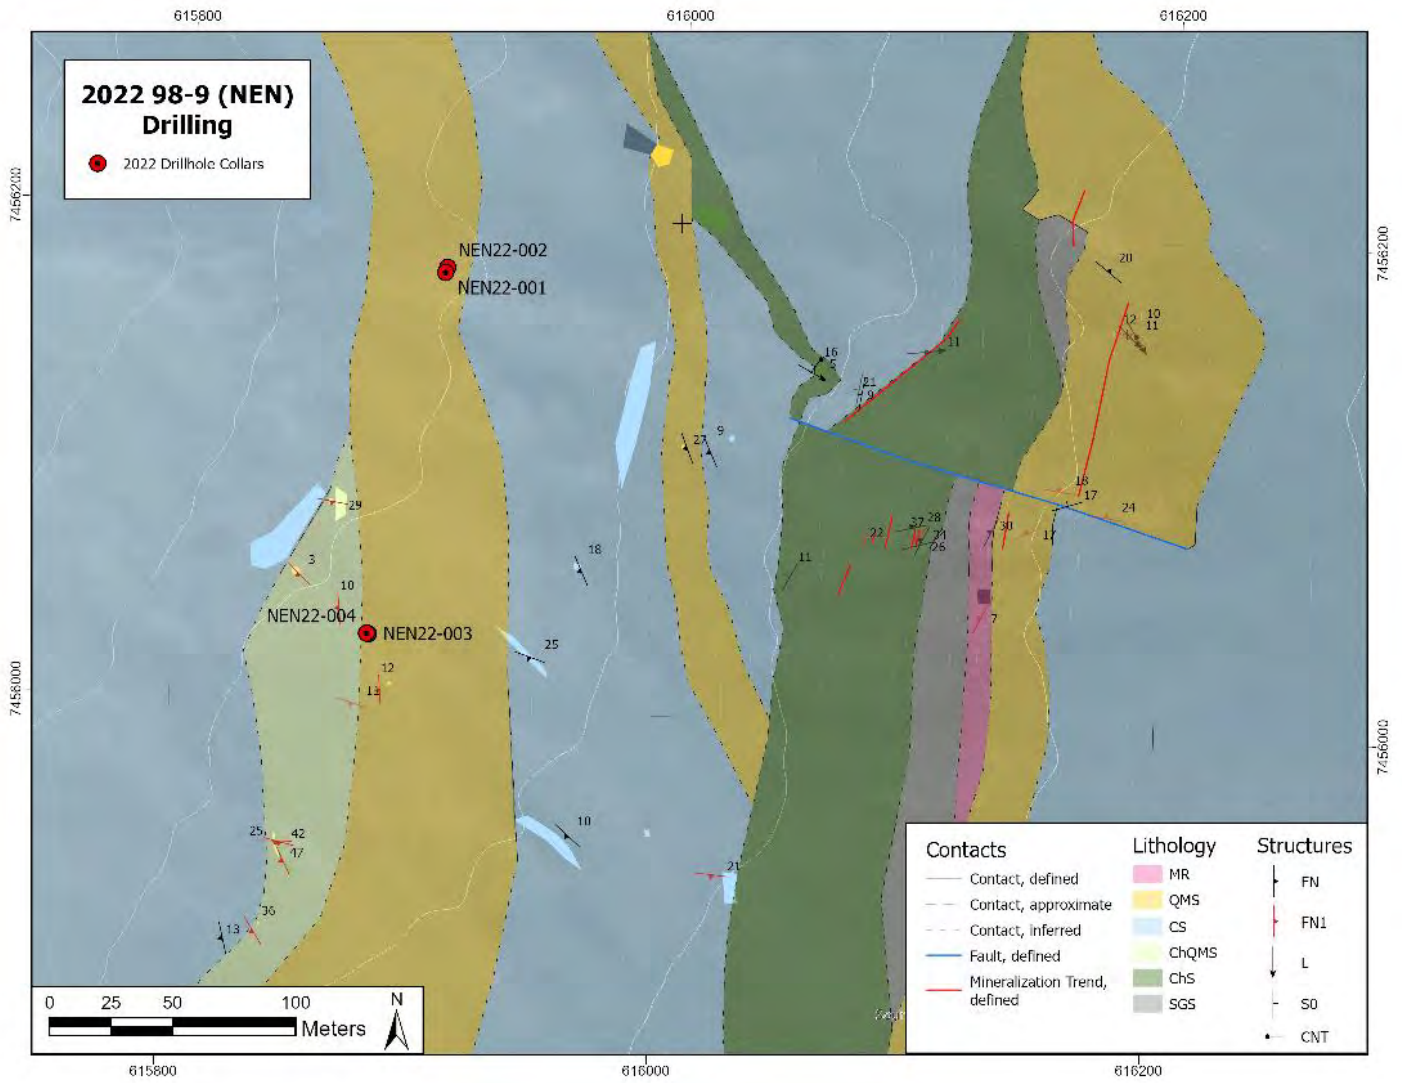 615800
616000
616200
2022 98-9 (NEN)
Drilling
2022 Drillhole Collars
7456200
7456200
NEN22-002
NEN22-001
20
12
10
11
16
5
11
21
9
27
9
18
17
24
29
3
10
18
22
37
28
21
26
30
17
11
7
NEN22-004
NEN22-003
25
12
13
7456000
7456000
25
42
47
10
21
36
13
Contacts
Contact, defined
Contact, approximate
Contact, inferred
Fault, defined
Mineralization Trend,
defined
Lithology
MR
QMS
CS
ChQMS
ChS
SGS
Structures
FN
FN1
L
S0
CNT
0 25 50 100
Meters
N
615800
616000
616200